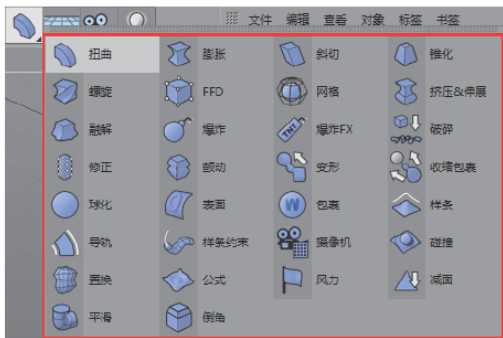 文件 编辑 查看 对象 标签 书签
扭曲 膨胀 斜切 锥化
螺旋 FFD 网格 挤压&伸展
融解 爆炸 爆炸FX 破碎
修正 颤动 变形 收缩包裹
球化 表面 包裹 样条
导轨 样条约束 摄像机 碰撞
置换 公式 风力 减面
平滑 倒角